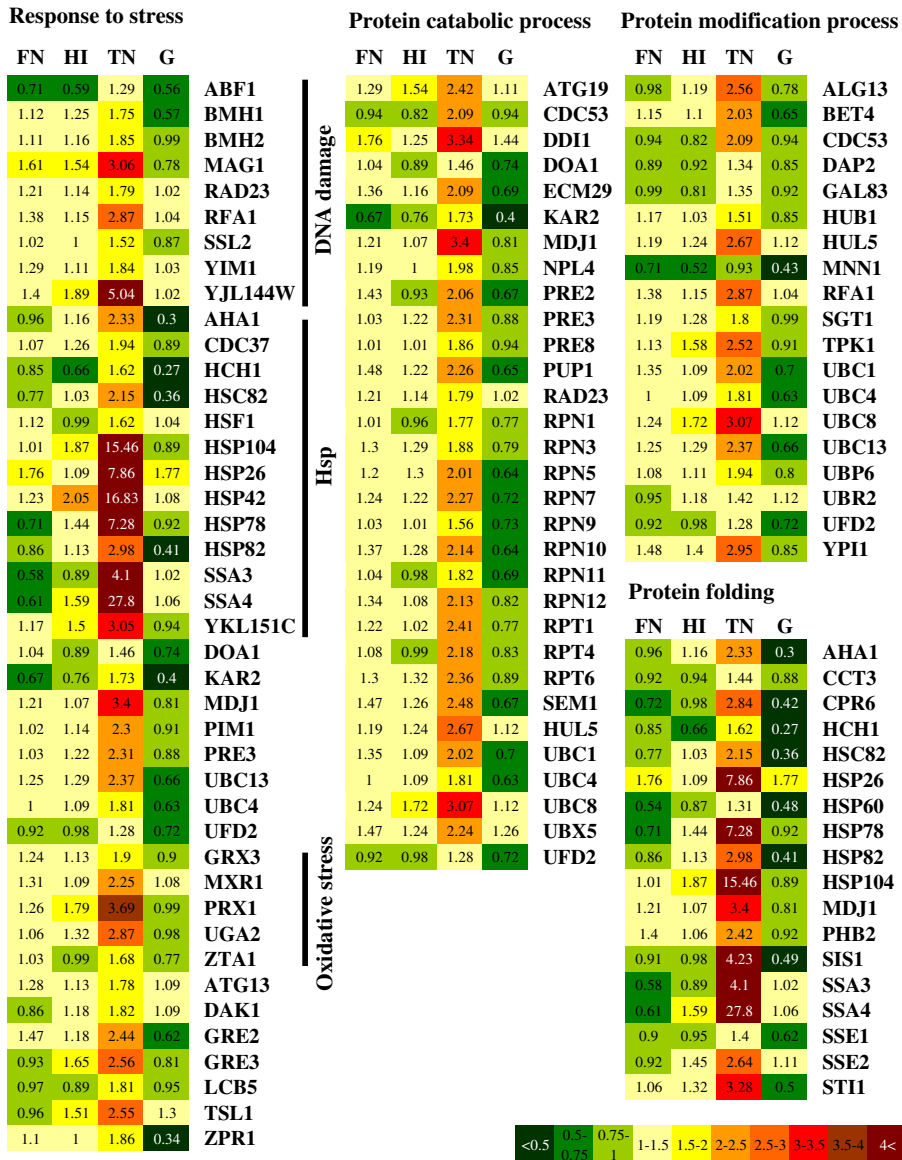 Response to stress
FN HI TN G
0.71 0.59 1.29 0.56 ABF1
1.12 1.25 1.75 0.57 BMH1
1.11 1.16 1.85 0.99 BMH2
1.61 1.54 3.06 0.78 MAG1
1.21 1.14 1.79 1.02 RAD23
1.38 1.15 2.87 1.04 RFA1
1.02 1 1.52 0.87 SSL2
1.29 1.11 1.84 1.03 YIM1
1.4 1.89 5.04 1.02 YJL144W
DNA damage
0.96 1.16 2.33 0.3 AHA1
1.07 1.26 1.94 0.89 CDC37
0.85 0.66 1.62 0.27 HCH1
0.77 1.03 2.15 0.36 HSC82
1.12 0.99 1.62 1.04 HSF1
1.01 1.87 15.46 0.89 HSP104
1.76 1.09 7.86 1.77 HSP26
1.23 2.05 16.83 1.08 HSP42
0.71 1.44 7.28 0.92 HSP78
0.86 1.13 2.98 0.41 HSP82
0.58 0.89 4.1 1.02 SSA3
0.61 1.59 27.8 1.06 SSA4
1.17 1.5 3.05 0.94 YKL151C
Hsp
1.04 0.89 1.46 0.74 DOA1
0.67 0.76 1.73 0.4 KAR2
1.21 1.07 3.4 0.81 MDJ1
1.02 1.14 2.3 0.91 PIM1
1.03 1.22 2.31 0.88 PRE3
1.25 1.29 2.37 0.66 UBC13
1 1.09 1.81 0.63 UBC4
0.92 0.98 1.28 0.72 UFD2
1.24 1.13 1.9 0.9 GRX3
1.31 1.09 2.25 1.08 MXR1
1.26 1.79 3.69 0.99 PRX1
1.06 1.32 2.87 0.98 UGA2
1.03 0.99 1.68 0.77 ZTA1
Oxidative stress
1.28 1.13 1.78 1.09 ATG13
0.86 1.18 1.82 1.09 DAK1
1.47 1.18 2.44 0.62 GRE2
0.93 1.65 2.56 0.81 GRE3
0.97 0.89 1.81 0.95 LCB5
0.96 1.51 2.55 1.3 TSL1
1.1 1 1.86 0.34 ZPR1
Protein catabolic process
FN HI TN G
1.29 1.54 2.42 1.11 ATG19
0.94 0.82 2.09 0.94 CDC53
1.76 1.25 3.34 1.44 DDI1
1.04 0.89 1.46 0.74 DOA1
1.36 1.16 2.09 0.69 ECM29
0.67 0.76 1.73 0.4 KAR2
1.21 1.07 3.4 0.81 MDJ1
1.19 1 1.98 0.85 NPL4
1.43 0.93 2.06 0.67 PRE2
1.03 1.22 2.31 0.88 PRE3
1.01 1.01 1.86 0.94 PRE8
1.48 1.22 2.26 0.65 PUP1
1.21 1.14 1.79 1.02 RAD23
1.01 0.96 1.77 0.77 RPN1
1.3 1.29 1.88 0.79 RPN3
1.2 1.3 2.01 0.64 RPN5
1.24 1.22 2.27 0.72 RPN7
1.03 1.01 1.56 0.73 RPN9
1.37 1.28 2.14 0.64 RPN10
1.04 0.98 1.82 0.69 RPN11
1.34 1.08 2.13 0.82 RPN12
1.22 1.02 2.41 0.77 RPT1
1.08 0.99 2.18 0.83 RPT4
1.3 1.32 2.36 0.89 RPT6
1.47 1.26 2.48 0.67 SEM1
1.19 1.24 2.67 1.12 HUL5
1.35 1.09 2.02 0.7 UBC1
1 1.09 1.81 0.63 UBC4
1.24 1.72 3.07 1.12 UBC8
1.47 1.24 2.24 1.26 UBX5
0.92 0.98 1.28 0.72 UFD2
Protein modification process
FN HI TN G
0.98 1.19 2.56 0.78 ALG13
1.15 1.1 2.03 0.65 BET4
0.94 0.82 2.09 0.94 CDC53
0.89 0.92 1.34 0.85 DAP2
0.99 0.81 1.35 0.92 GAL83
1.17 1.03 1.51 0.85 HUB1
1.19 1.24 2.67 1.12 HUL5
0.71 0.52 0.93 0.43 MNN1
1.38 1.15 2.87 1.04 RFA1
1.19 1.28 1.8 0.99 SGT1
1.13 1.58 2.52 0.91 TPK1
1.35 1.09 2.02 0.7 UBC1
1 1.09 1.81 0.63 UBC4
1.24 1.72 3.07 1.12 UBC8
1.25 1.29 2.37 0.66 UBC13
1.08 1.11 1.94 0.8 UBP6
0.95 1.18 1.42 1.12 UBR2
0.92 0.98 1.28 0.72 UFD2
1.48 1.4 2.95 0.85 YPI1
Protein folding
FN HI TN G
0.96 1.16 2.33 0.3 AHA1
0.92 0.94 1.44 0.88 CCT3
0.72 0.98 2.84 0.42 CPR6
0.85 0.66 1.62 0.27 HCH1
0.77 1.03 2.15 0.36 HSC82
1.76 1.09 7.86 1.77 HSP26
0.54 0.87 1.31 0.48 HSP60
0.71 1.44 7.28 0.92 HSP78
0.86 1.13 2.98 0.41 HSP82
1.01 1.87 15.46 0.89 HSP104
1.21 1.07 3.4 0.81 MDJ1
1.4 1.06 2.42 0.92 PHB2
0.91 0.98 4.23 0.49 SIS1
0.58 0.89 4.1 1.02 SSA3
0.61 1.59 27.8 1.06 SSA4
0.9 0.95 1.4 0.62 SSE1
0.92 1.45 2.64 1.11 SSE2
1.06 1.32 3.28 0.5 STI1
<0.5 0.5-0.75 0.75-1 1-1.5 1.5-2 2-2.5 2.5-3 3-3.5 3.5-4 4<